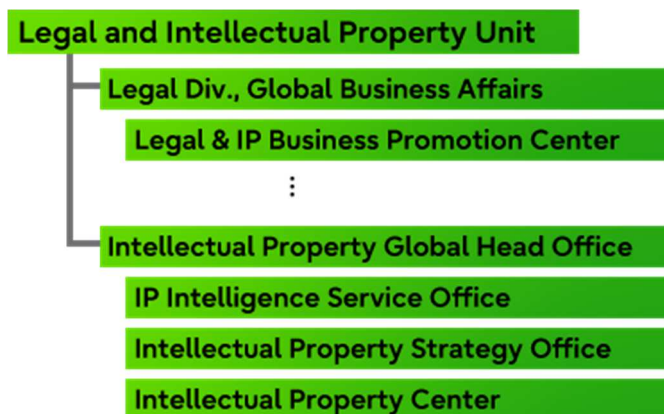 Legal and Intellectual Property Unit
Legal Div., Global Business Affairs
Legal & IP Business Promotion Center
⋮
Intellectual Property Global Head Office
IP Intelligence Service Office
Intellectual Property Strategy Office
Intellectual Property Center